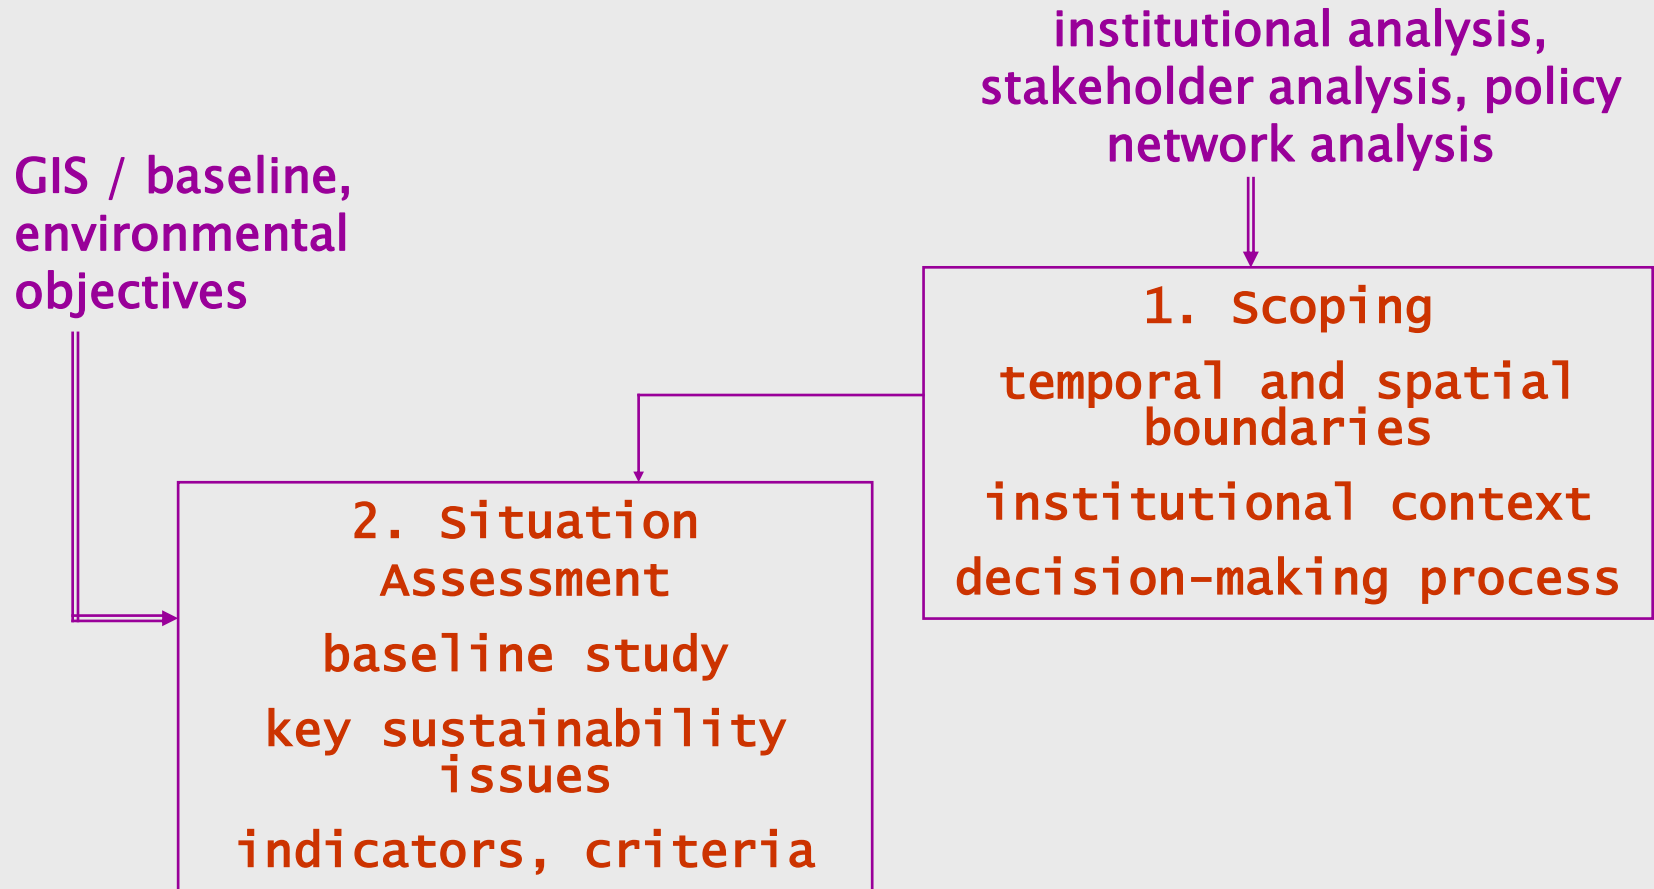 institutional analysis,
stakeholder analysis, policy
network analysis
GIS / baseline,
environmental
objectives
1. Scoping
temporal and spatial
boundaries
institutional context
decision-making process
2. Situation
Assessment
baseline study
key sustainability
issues
indicators, criteria